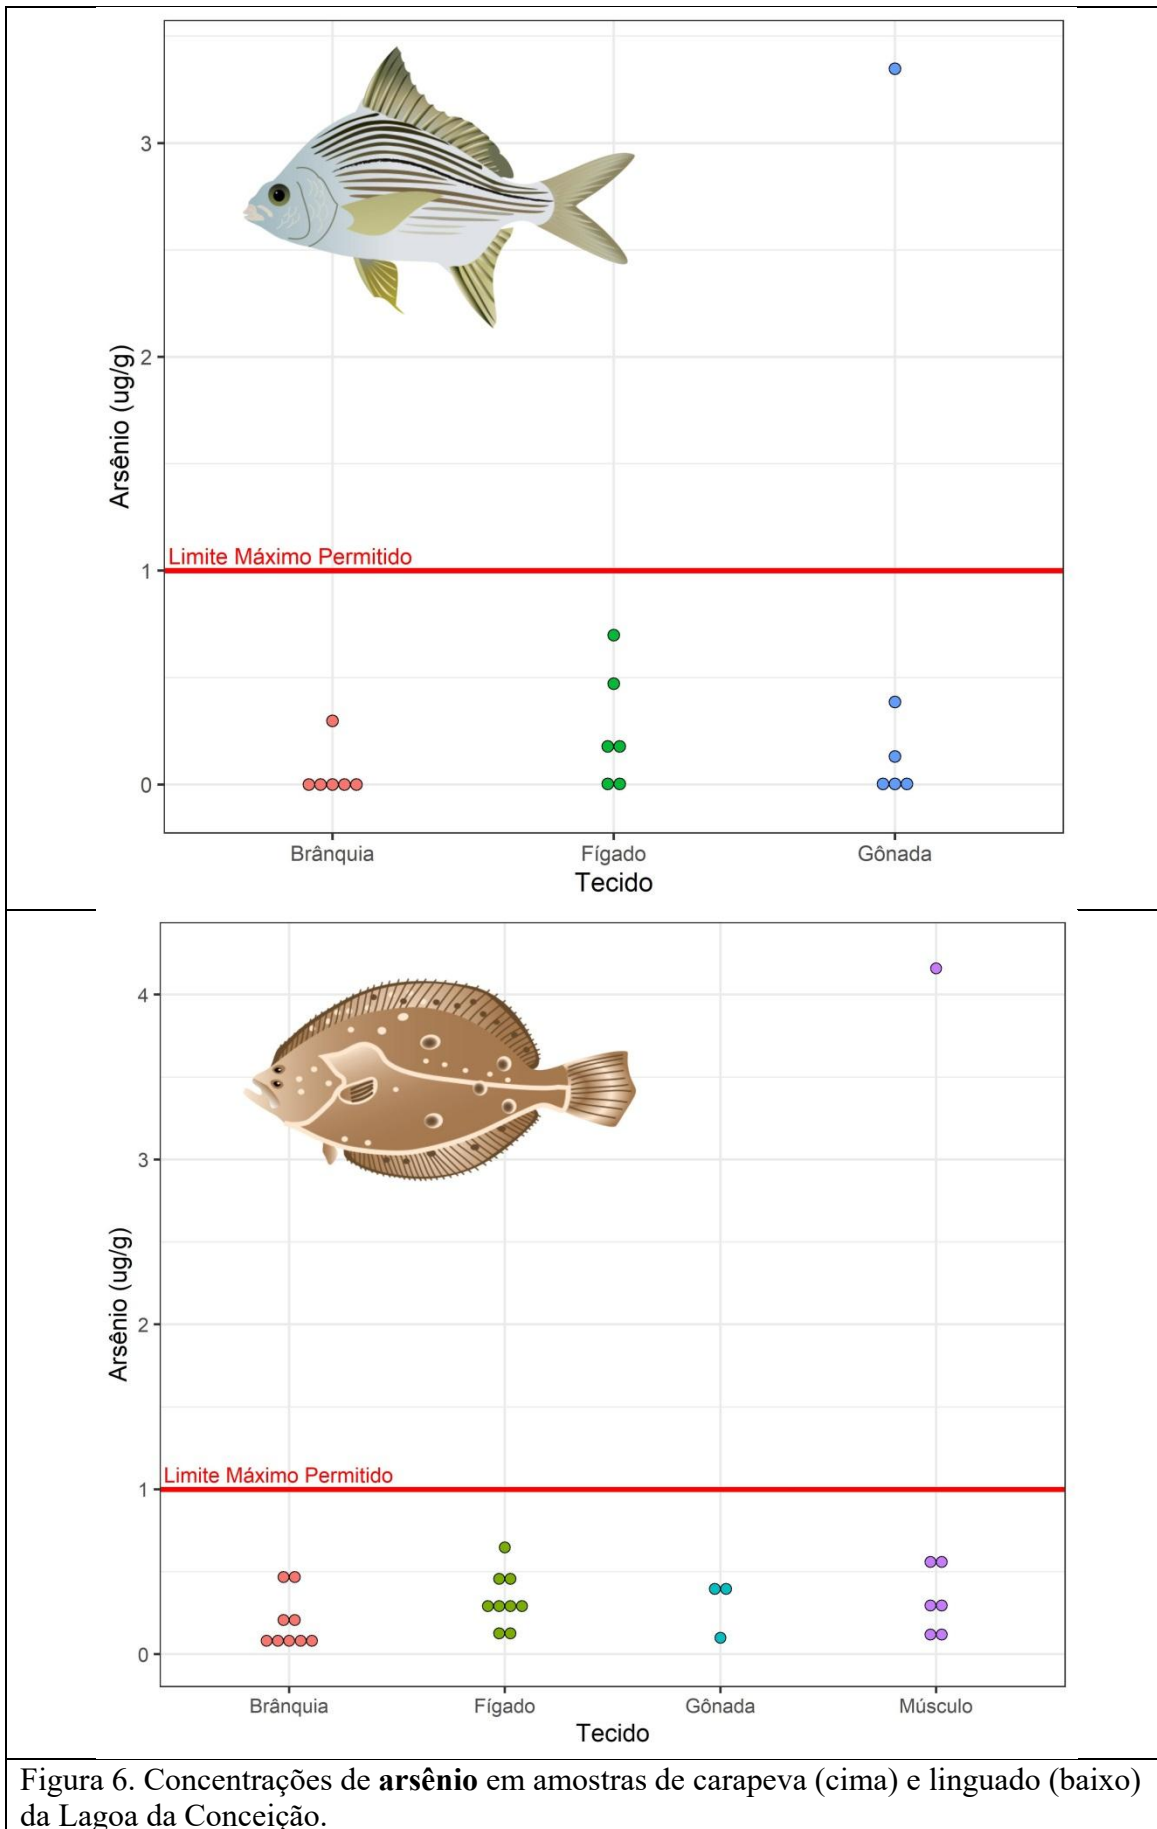 3
2
1
0
Arsênio (ug/g)
Limite Máximo Permitido
Brânquia Fígado Gônada
Tecido
4
3
2
1
0
Arsênio (ug/g)
Limite Máximo Permitido
Brânquia Fígado Gônada Músculo
Tecido
Figura 6. Concentrações de arsênio em amostras de carapeva (cima) e linguado (baixo)
da Lagoa da Conceição.